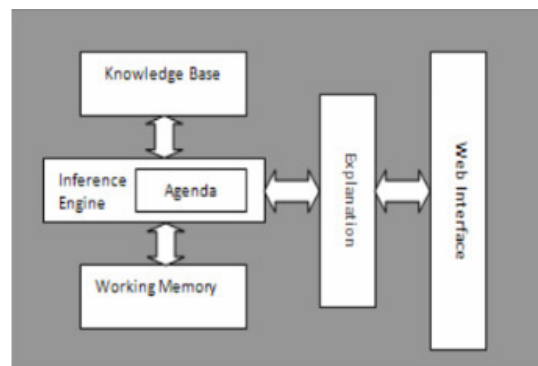 Knowledge Base
Inference
Engine
Agenda
Working Memory
Explanation
Web Interface